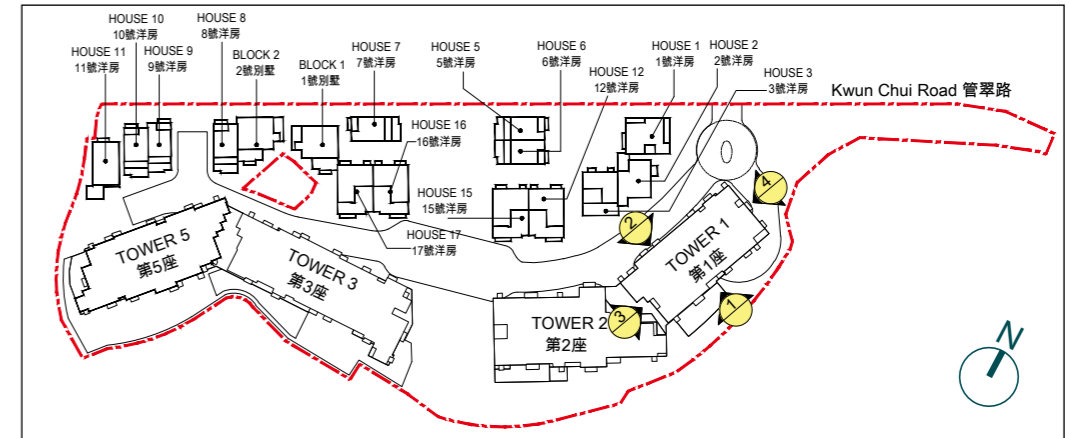 HOUSE 11
11號洋房
HOUSE 10
10號洋房
HOUSE 9
9號洋房
HOUSE 8
8號洋房
BLOCK 2
2號別墅
BLOCK 1
1號別墅
HOUSE 7
7號洋房
HOUSE 5
5號洋房
HOUSE 6
6號洋房
HOUSE 12
12號洋房
HOUSE 1
1號洋房
HOUSE 2
2號洋房
HOUSE 3
3號洋房
Kwun Chui Road 管翠路
HOUSE 16
16號洋房
HOUSE 15
15號洋房
HOUSE 17
17號洋房
TOWER 5
第5座
TOWER 3
第3座
TOWER 2
第2座
TOWER 1
第1座
1
2
3
4
N